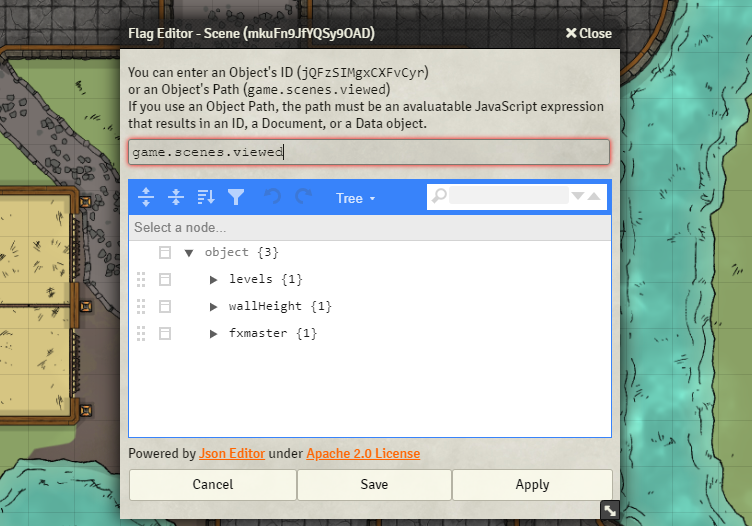 Flag Editor - Scene (mkuFn9JfYQSy9OAD)
Close
You can enter an Object's ID (jQFzSIMgxCXFvCyr)
or an Object's Path (game.scenes.viewed)
If you use an Object Path, the path must be an avaluatable JavaScript expression
that results in an ID, a Document, or a Data object.
game.scenes.viewed
Tree
Select a node...
object {3}
levels {1}
wallHeight {1}
fxmaster {1}
Powered by Json Editor under Apache 2.0 License
Cancel Save Apply